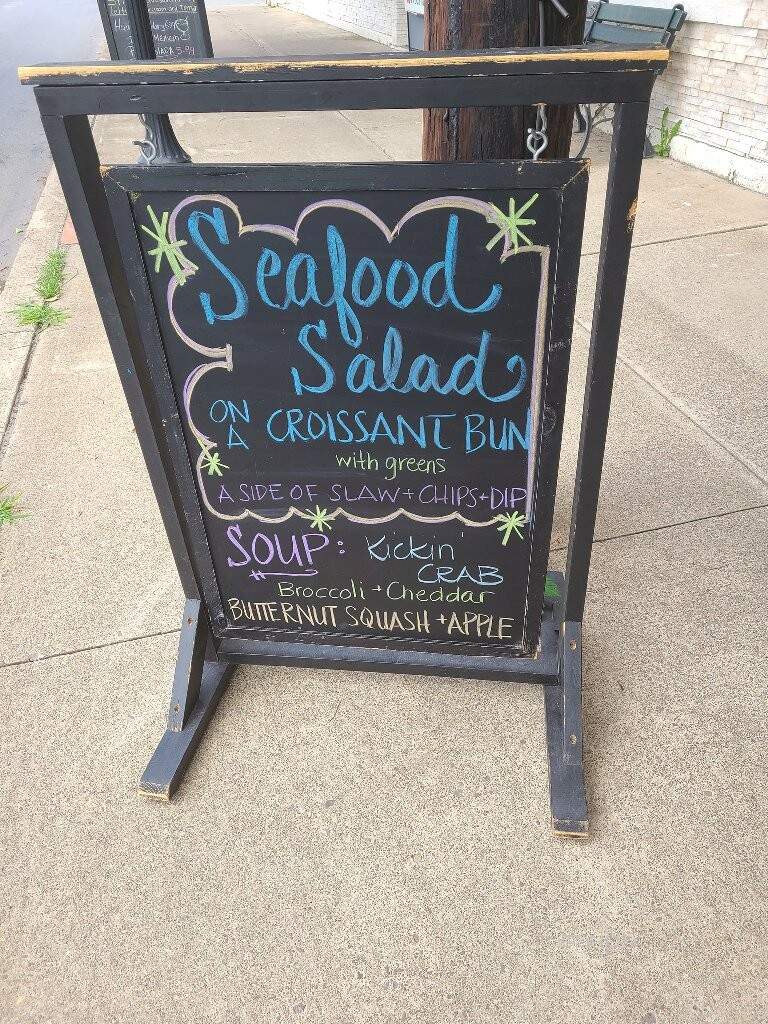 Seafood
Salad
ON
A CROISSANT BUN
with greens
A SIDE OF SLAW + CHIPS + DIP
SOUP: Kickin'
CRAB
Broccoli + Cheddar
BUTTERNUT SQUASH + APPLE